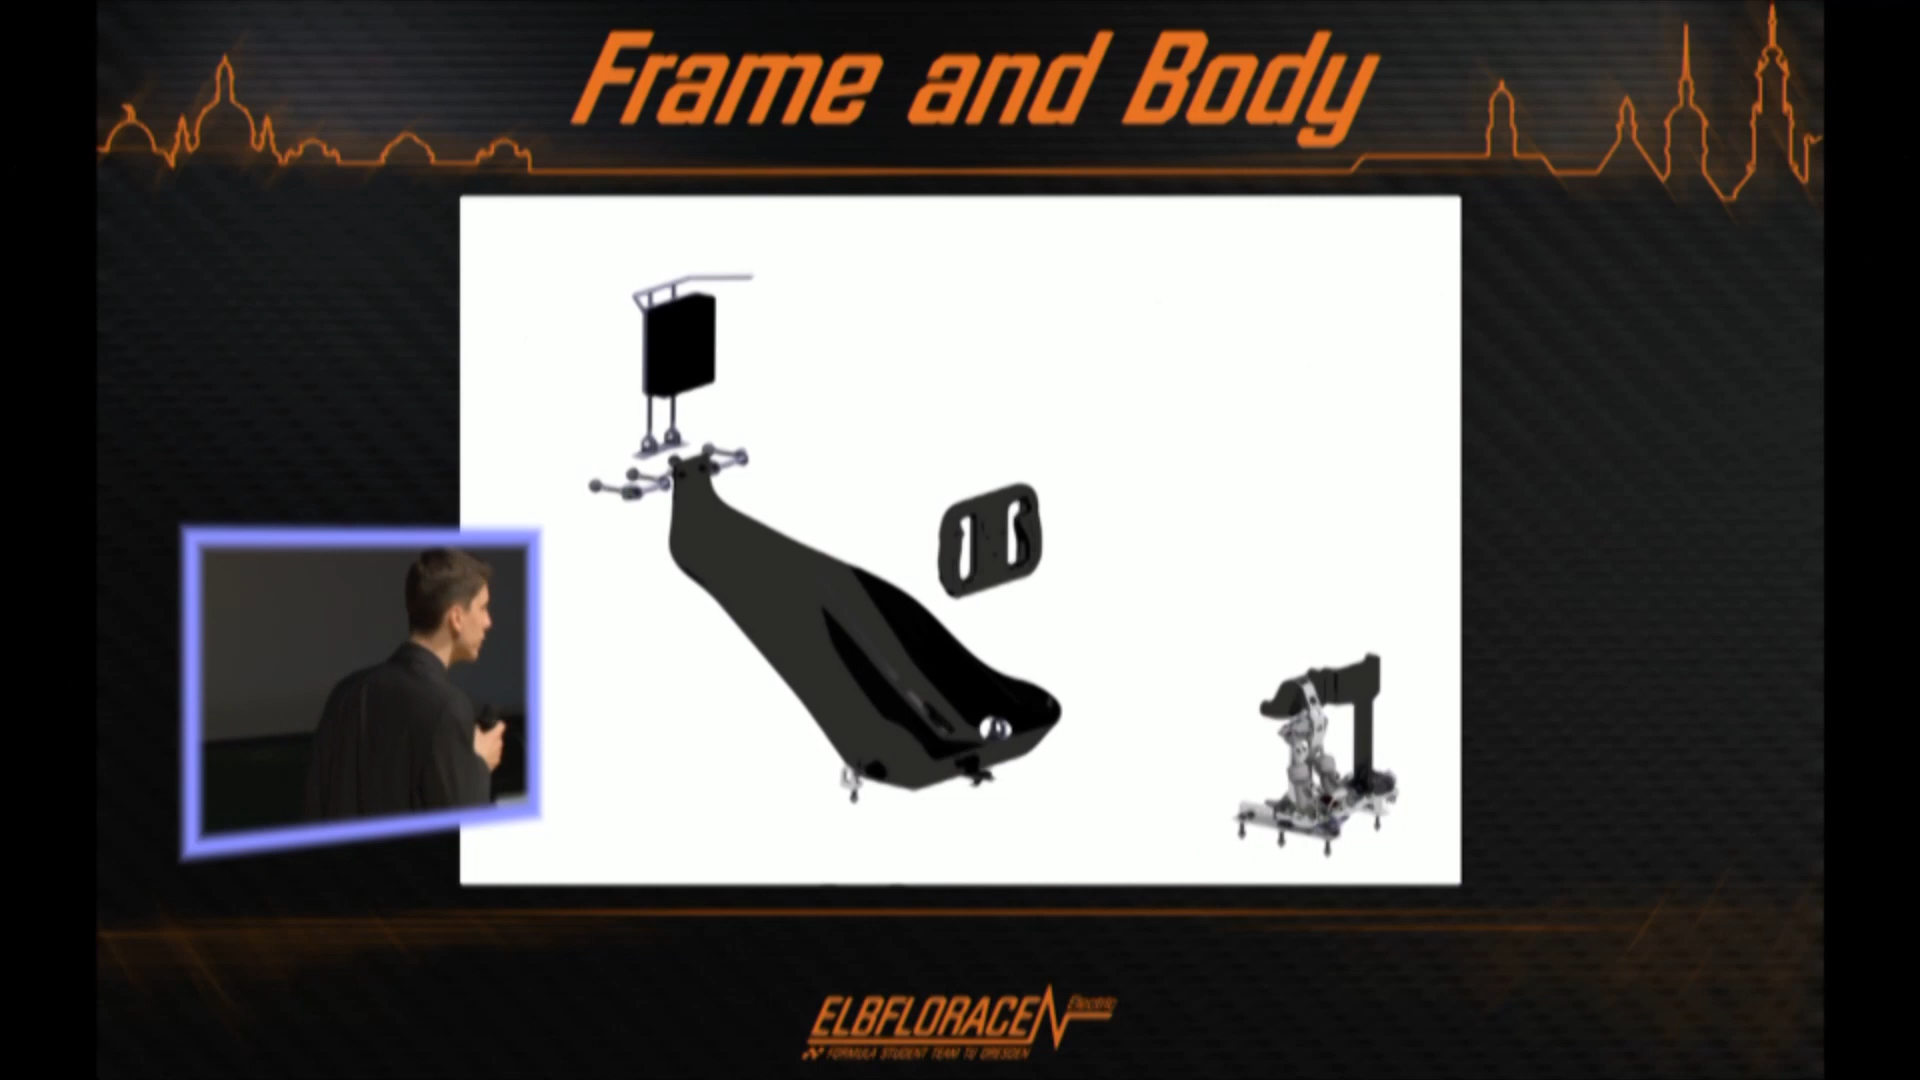 Frame and Body
ELBFLORACE Electric
FORMULA STUDENT TEAM TU DRESDEN